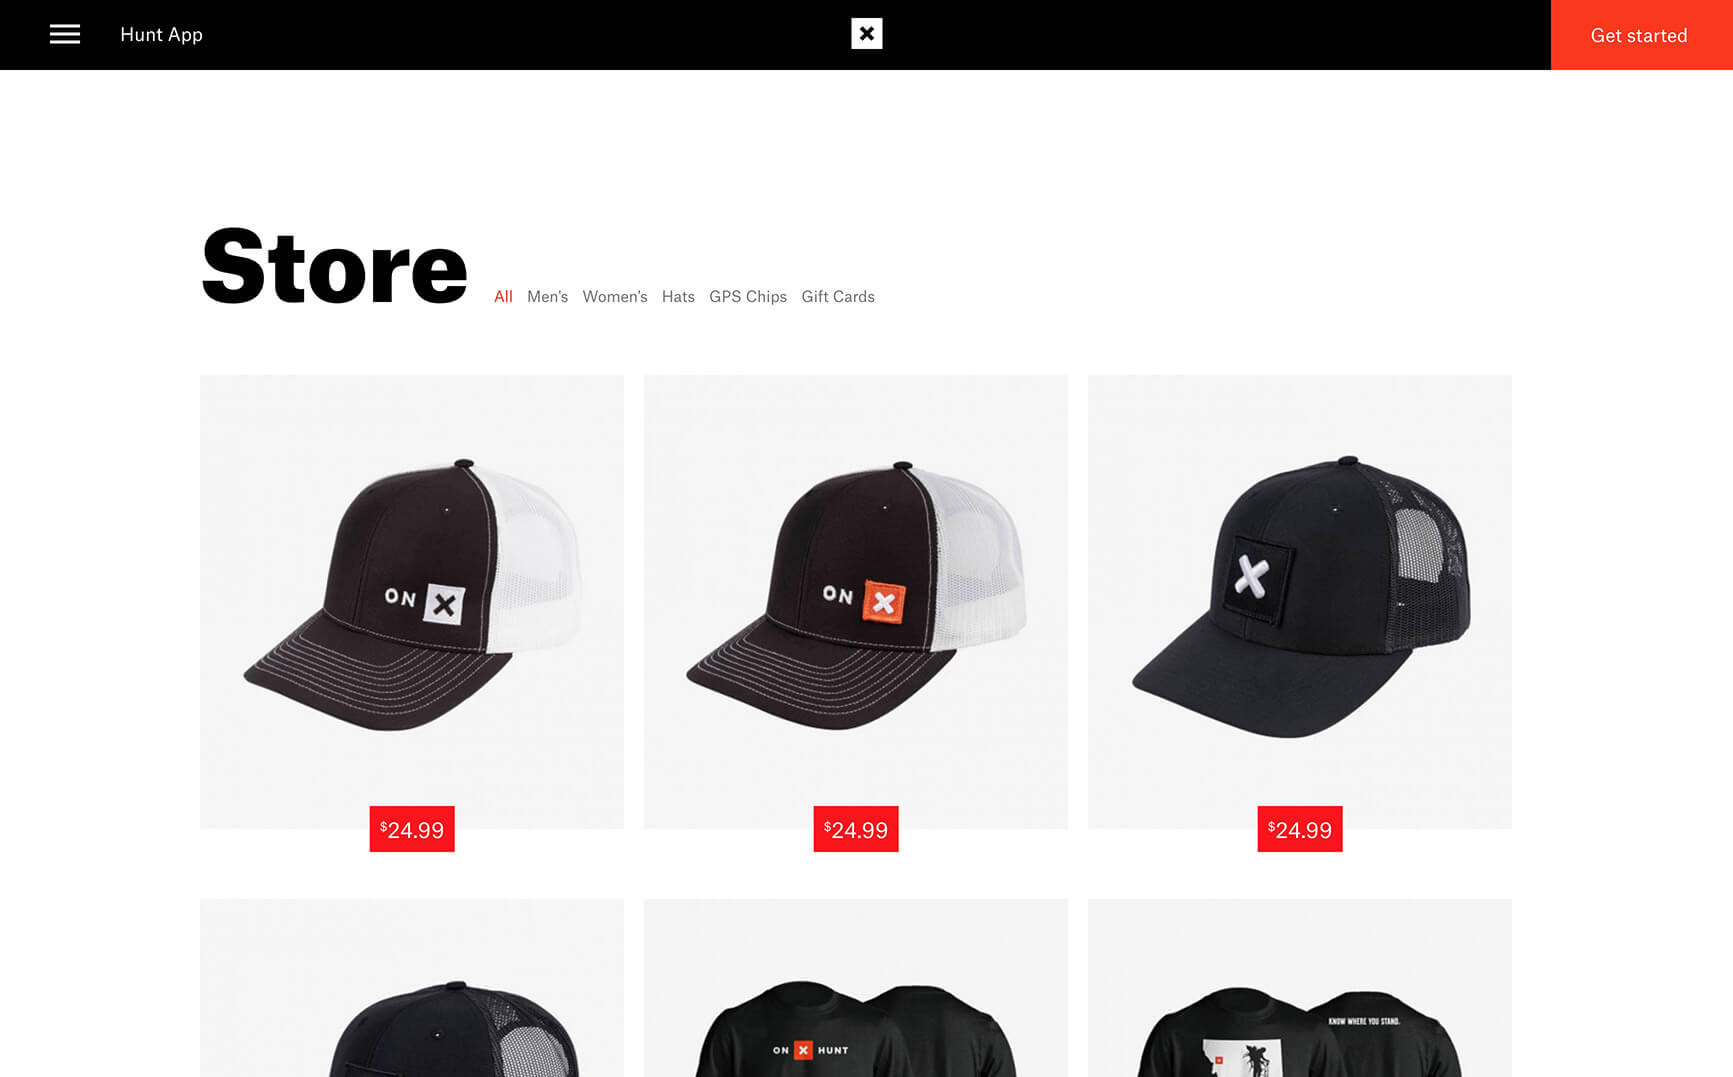 Hunt App
Get started
Store
All Men's Women's Hats GPS Chips Gift Cards
ON X
ON X
X
$24.99
$24.99
$24.99
ON X HUNT
KNOW WHERE YOU STAND.